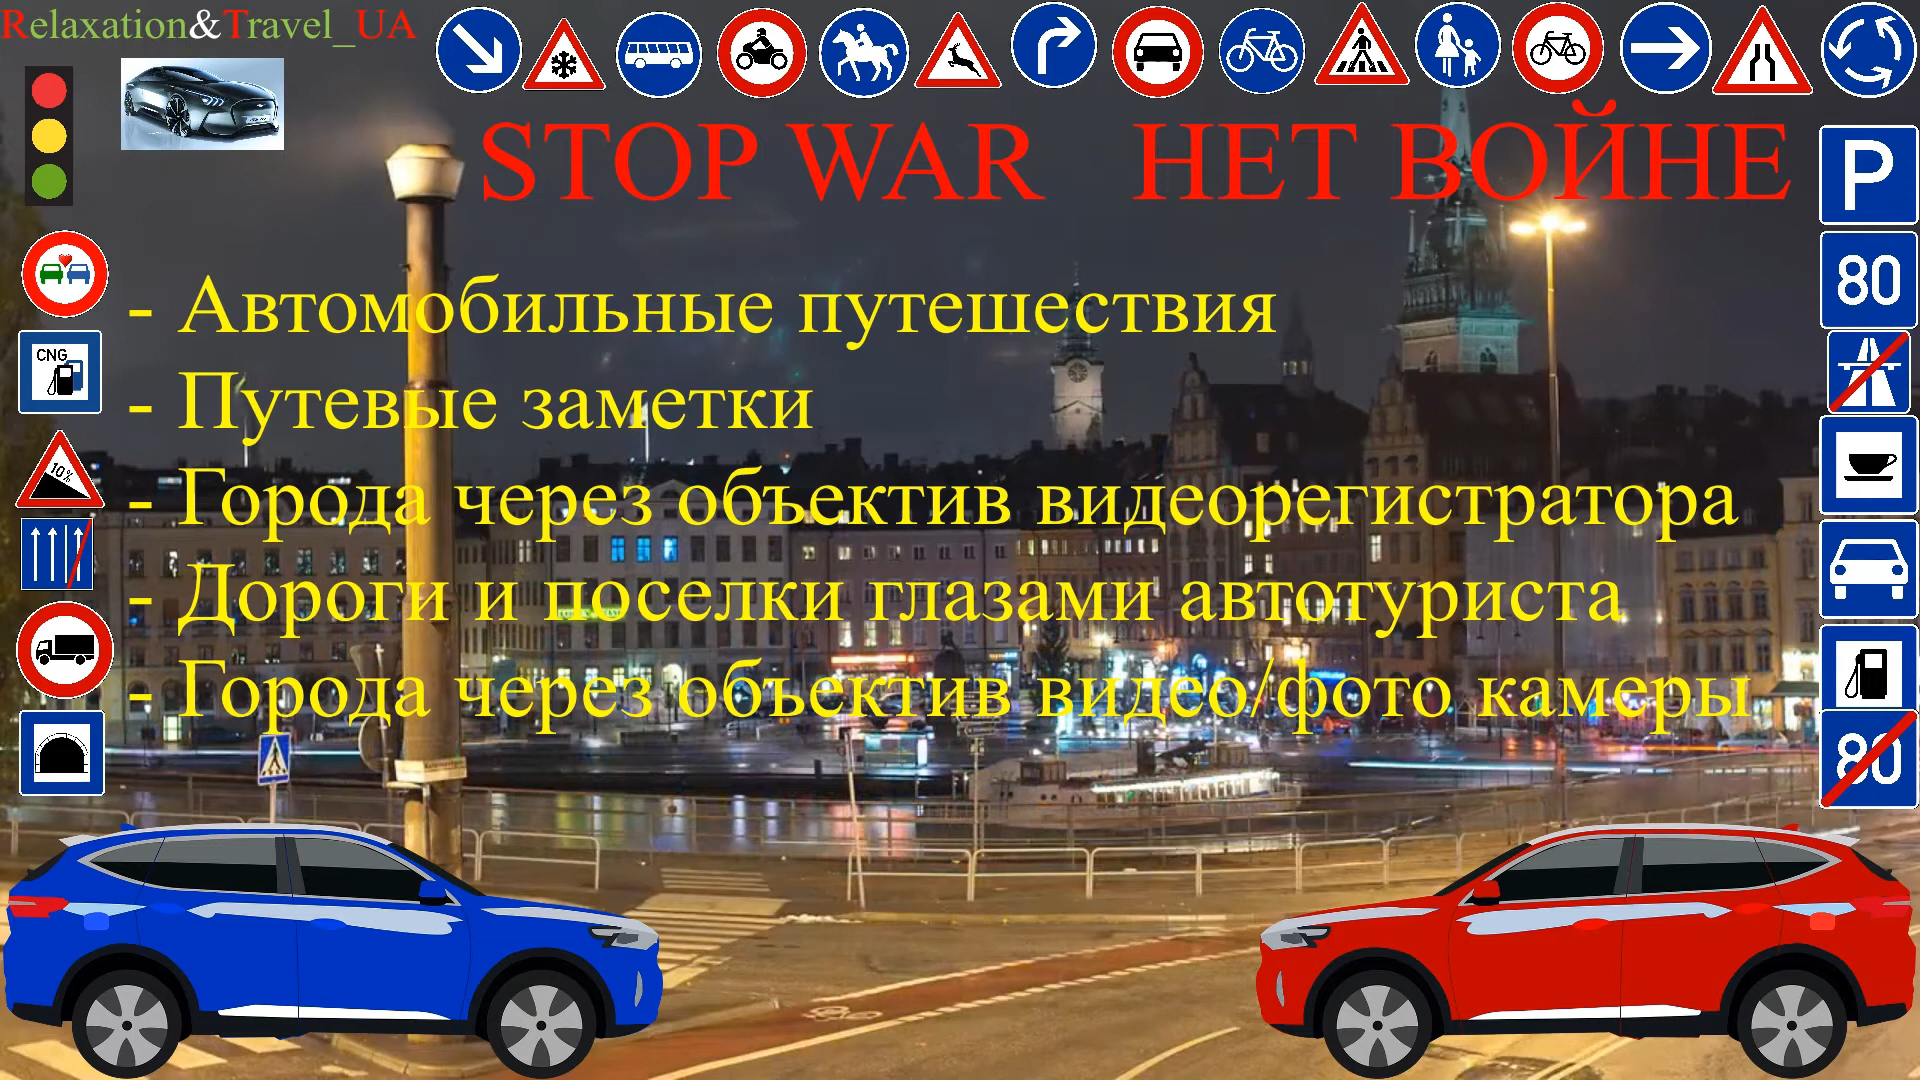 Relaxation&Travel_UA
STOP WAR НЕТ ВОЙНЕ
P
80
CNG
- Автомобильные путешествия
- Путевые заметки
10%
- Города через объектив видеорегистратора
- Дороги и поселки глазами автотуриста
- Города через объектив видео/фото камеры
80